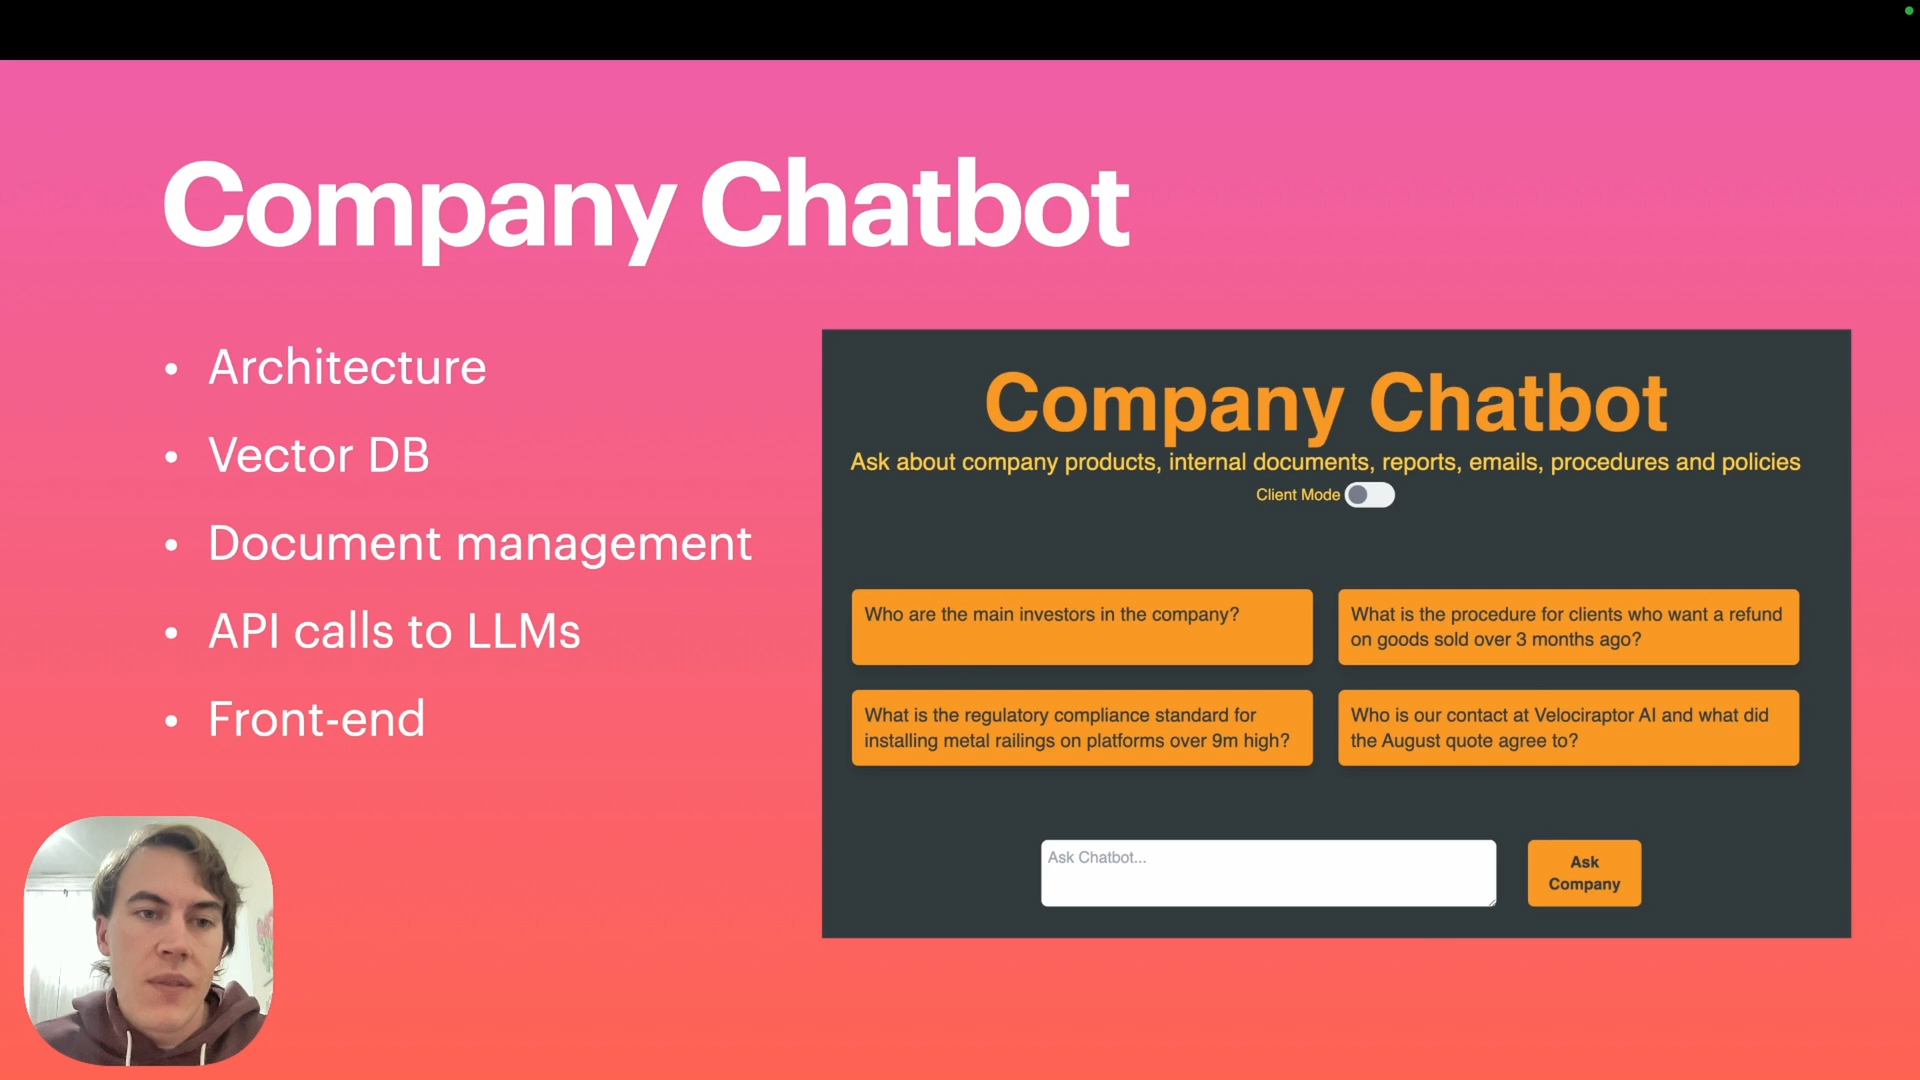 Company Chatbot
• Architecture
• Vector DB
• Document management
• API calls to LLMs
• Front-end
Company Chatbot
Ask about company products, internal documents, reports, emails, procedures and policies
Client Mode
Who are the main investors in the company?
What is the procedure for clients who want a refund
on goods sold over 3 months ago?
What is the regulatory compliance standard for
installing metal railings on platforms over 9m high?
Who is our contact at Velociraptor AI and what did
the August quote agree to?
Ask Chatbot...
Ask
Company